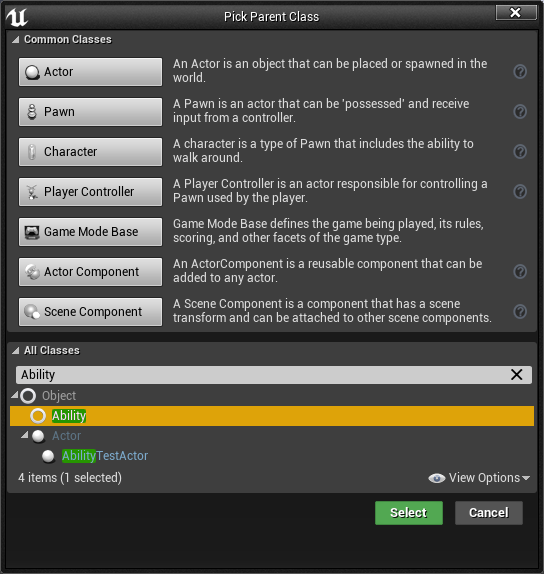 Pick Parent Class
Common Classes
Actor
An Actor is an object that can be placed or spawned in the
world.
Pawn
A Pawn is an actor that can be 'possessed' and receive
input from a controller.
Character
A character is a type of Pawn that includes the ability to
walk around.
Player Controller
A Player Controller is an actor responsible for controlling a
Pawn used by the player.
Game Mode Base
Game Mode Base defines the game being played, its rules,
scoring, and other facets of the game type.
Actor Component
An ActorComponent is a reusable component that can be
added to any actor.
Scene Component
A Scene Component is a component that has a scene
transform and can be attached to other scene components.
All Classes
Ability
Object
Ability
Actor
AbilityTestActor
4 items (1 selected)
View Options
Select
Cancel